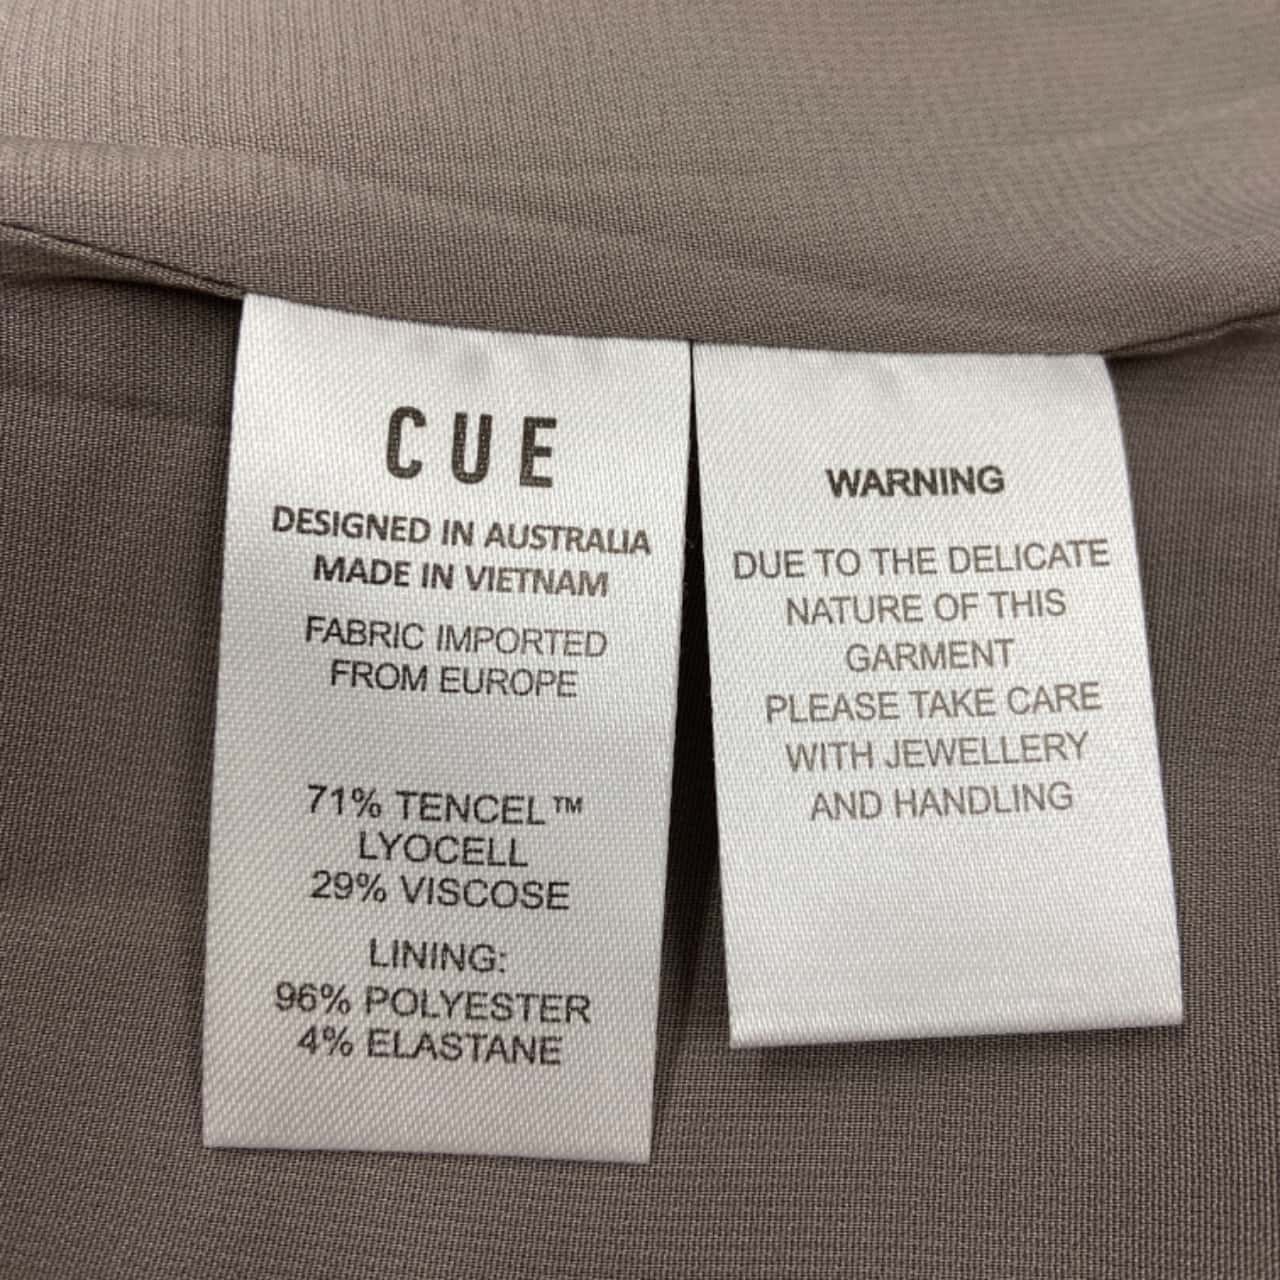 CUE
DESIGNED IN AUSTRALIA
MADE IN VIETNAM
FABRIC IMPORTED
FROM EUROPE
71% TENCEL™
LYOCELL
29% VISCOSE
LINING:
96% POLYESTER
4% ELASTANE
WARNING
DUE TO THE DELICATE
NATURE OF THIS
GARMENT
PLEASE TAKE CARE
WITH JEWELLERY
AND HANDLING